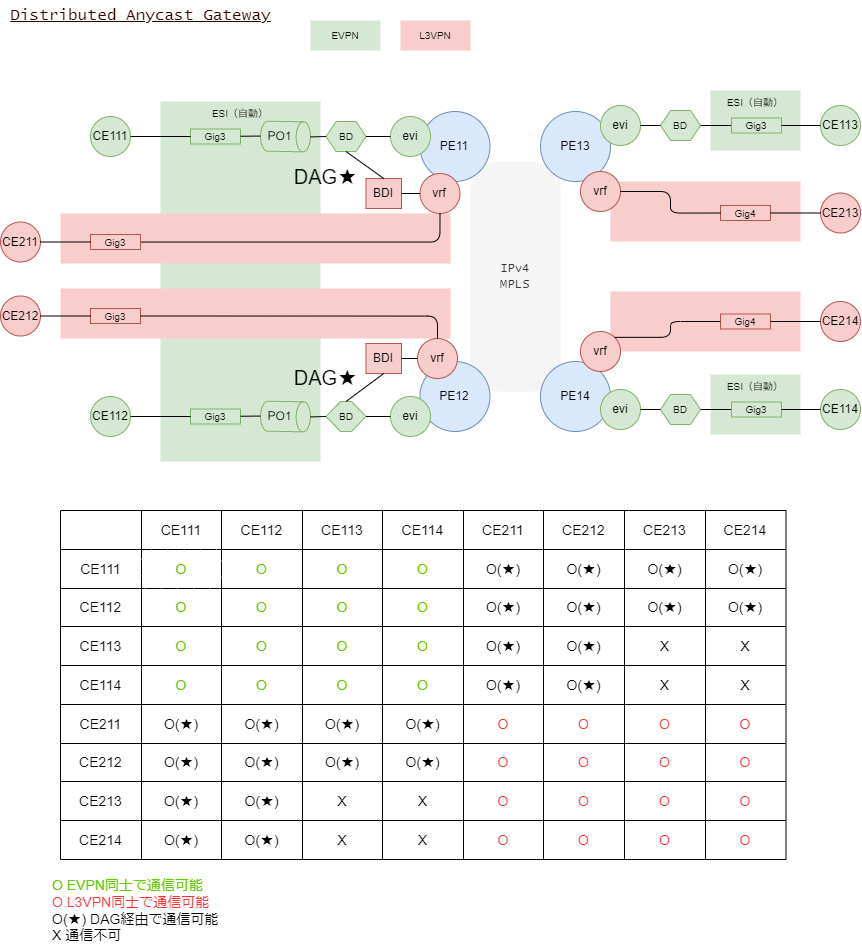 Distributed Anycast Gateway
EVPN
L3VPN
ESI（自動）
CE111
Gig3
PO1
BD
evi
PE11
DAG★
BDI
vrf
CE211
Gig3
CE212
Gig3
BDI
vrf
DAG★
PE12
CE112
Gig3
PO1
BD
evi
IPv4
MPLS
ESI（自動）
PE13
evi
BD
Gig3
CE113
vrf
Gig4
CE213
Gig4
CE214
vrf
PE14
ESI（自動）
evi
BD
Gig3
CE114
CE111 CE112 CE113 CE114 CE211 CE212 CE213 CE214
CE111 O O O O O(★) O(★) O(★) O(★)
CE112 O O O O O(★) O(★) O(★) O(★)
CE113 O O O O O(★) O(★) X X
CE114 O O O O O(★) O(★) X X
CE211 O(★) O(★) O(★) O(★) O O O O
CE212 O(★) O(★) O(★) O(★) O O O O
CE213 O(★) O(★) X X O O O O
CE214 O(★) O(★) X X O O O O
O EVPN同士で通信可能
O L3VPN同士で通信可能
O(★) DAG経由で通信可能
X 通信不可